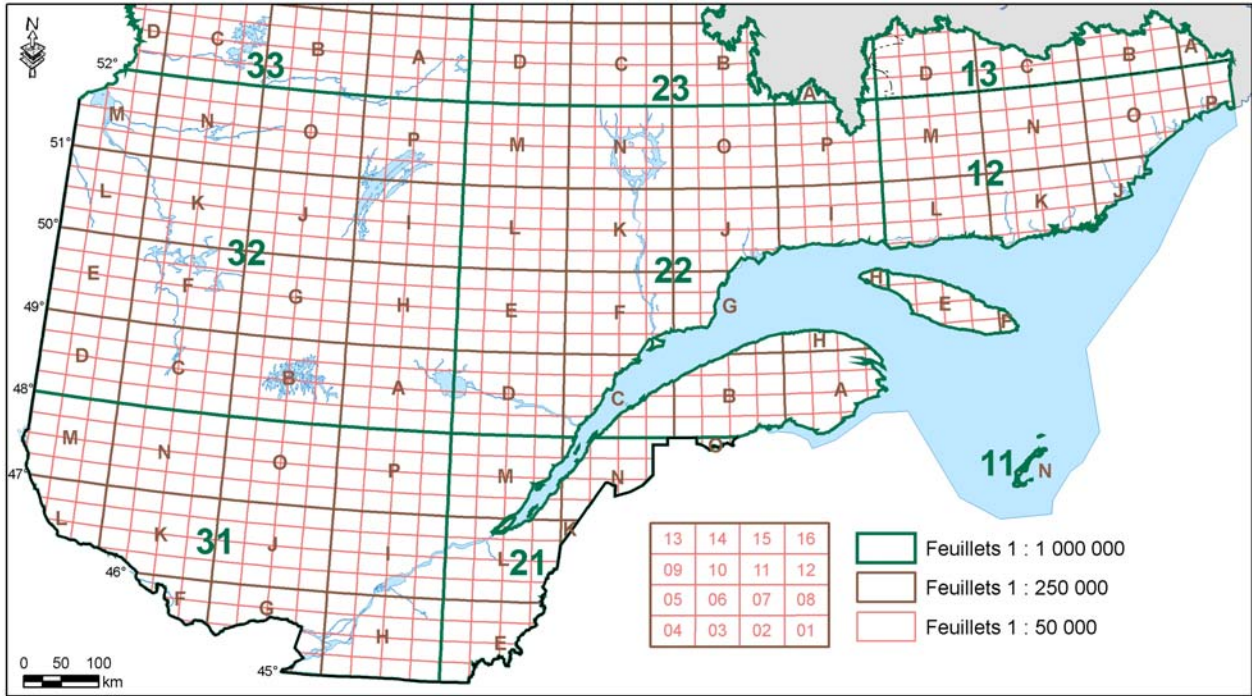 N
D C B A D C B A D C B A
33 23 13
52°
M N O P M N O P M N O P
51°
12
L K J I L K J I L K J
50°
32 22
E F G H E F G H E F
49°
D C B A D C B A H
48°
M N O P M N O
47°
11 N
L K J I L K
31 21
46°
F G H E
45°
13 14 15 16
09 10 11 12
05 06 07 08
04 03 02 01
Feuillets 1 : 1 000 000
Feuillets 1 : 250 000
Feuillets 1 : 50 000
0 50 100
km